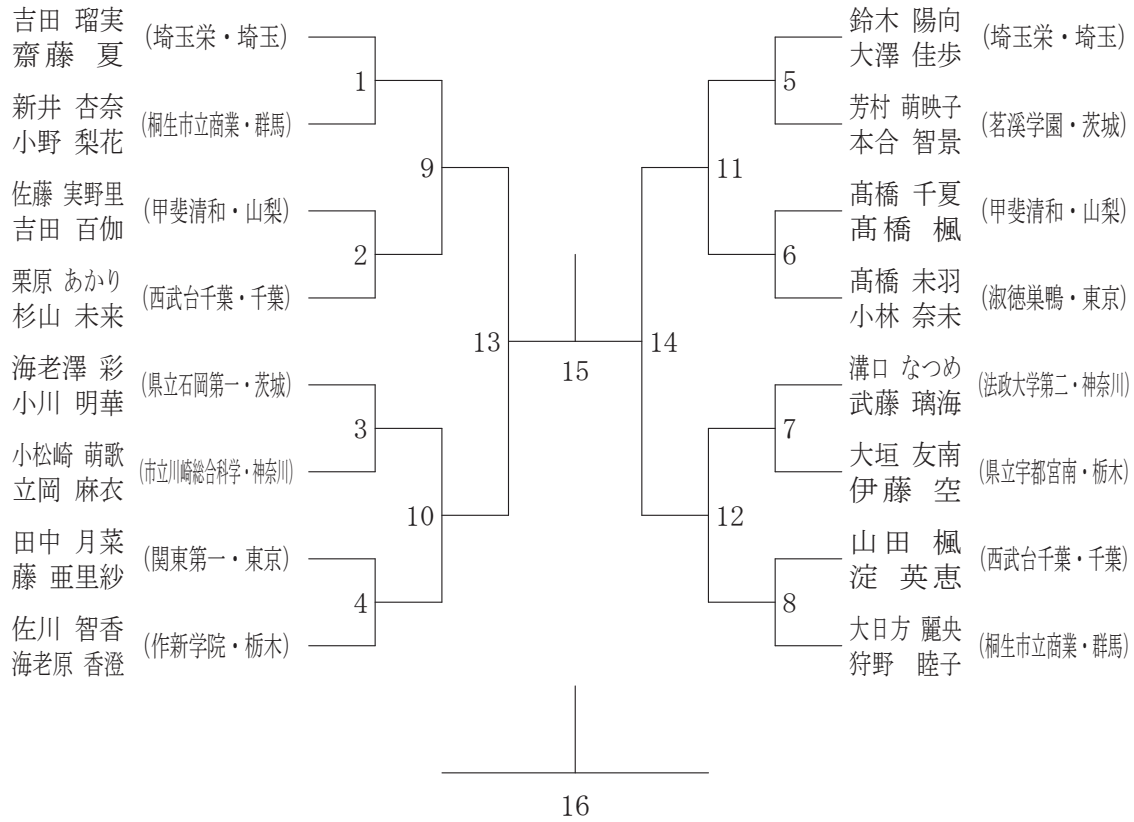 吉田 瑠実
齋藤 夏
(埼玉栄・埼玉)
1
新井 杏奈
小野 梨花
(桐生市立商業・群馬)
9
佐藤 実野里
吉田 百伽
(甲斐清和・山梨)
2
栗原 あかり
杉山 未来
(西武台千葉・千葉)
13
海老澤 彩
小川 明華
(県立石岡第一・茨城)
3
小松崎 萌歌
立岡 麻衣
(市立川崎総合科学・神奈川)
10
田中 月菜
藤 亜里紗
(関東第一・東京)
4
佐川 智香
海老原 香澄
(作新学院・栃木)
15
鈴木 陽向
大澤 佳歩
(埼玉栄・埼玉)
5
芳村 萌映子
本合 智景
(茗溪学園・茨城)
11
髙橋 千夏
髙橋 楓
(甲斐清和・山梨)
6
髙橋 未羽
小林 奈未
(淑徳巣鴨・東京)
14
溝口 なつめ
武藤 璃海
(法政大学第二・神奈川)
7
大垣 友南
伊藤 空
(県立宇都宮南・栃木)
12
山田 楓
淀 英恵
(西武台千葉・千葉)
8
大日方 麗央
狩野 睦子
(桐生市立商業・群馬)
16